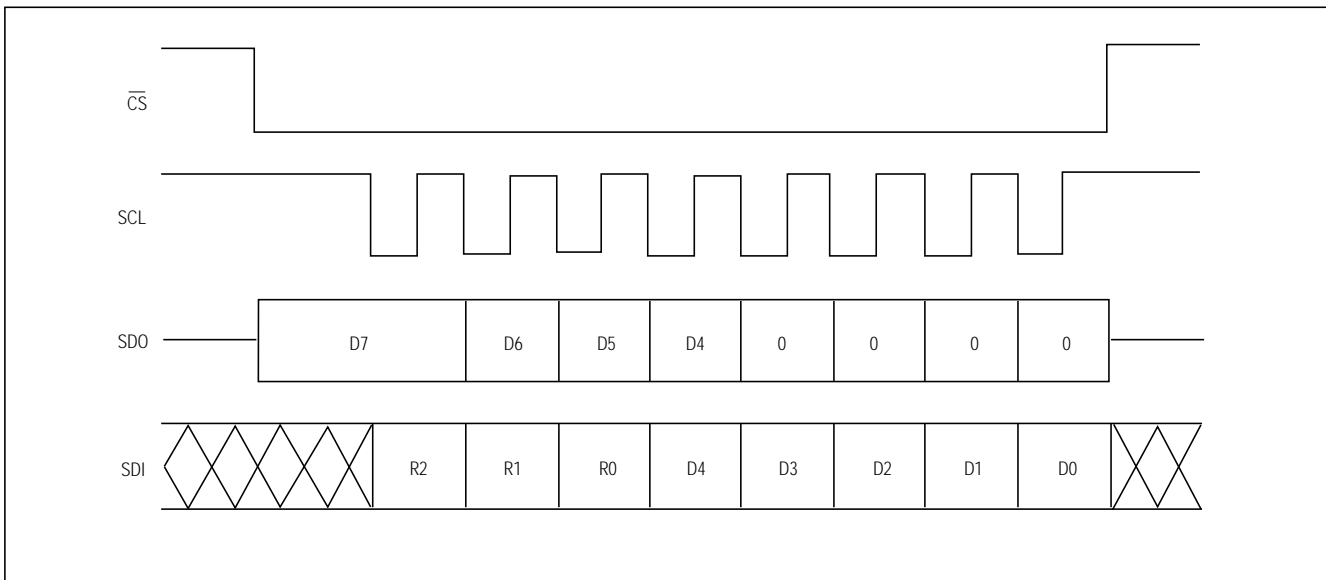 CS
SCL
SDO D7 D6 D5 D4 0 0 0 0
SDI R2 R1 R0 D4 D3 D2 D1 D0